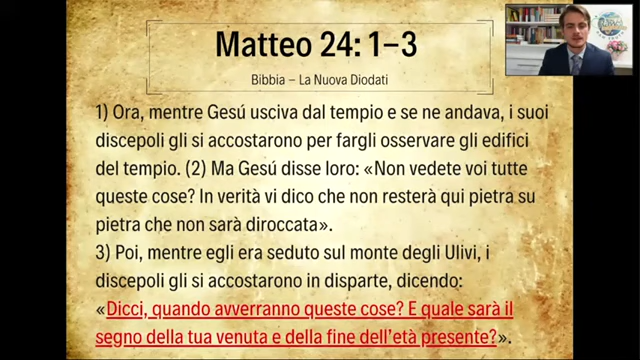 Matteo 24: 1–3
Bibbia – La Nuova Diodati
1) Ora, mentre Gesú usciva dal tempio e se ne andava, i suoi
discepoli gli si accostarono per fargli osservare gli edifici
del tempio. (2) Ma Gesú disse loro: «Non vedete voi tutte
queste cose? In verità vi dico che non resterà qui pietra su
pietra che non sarà diroccata».
3) Poi, mentre egli era seduto sul monte degli Ulivi, i
discepoli gli si accostarono in disparte, dicendo:
«Dicci, quando avverranno queste cose? E quale sarà il
segno della tua venuta e della fine dell'età presente?».